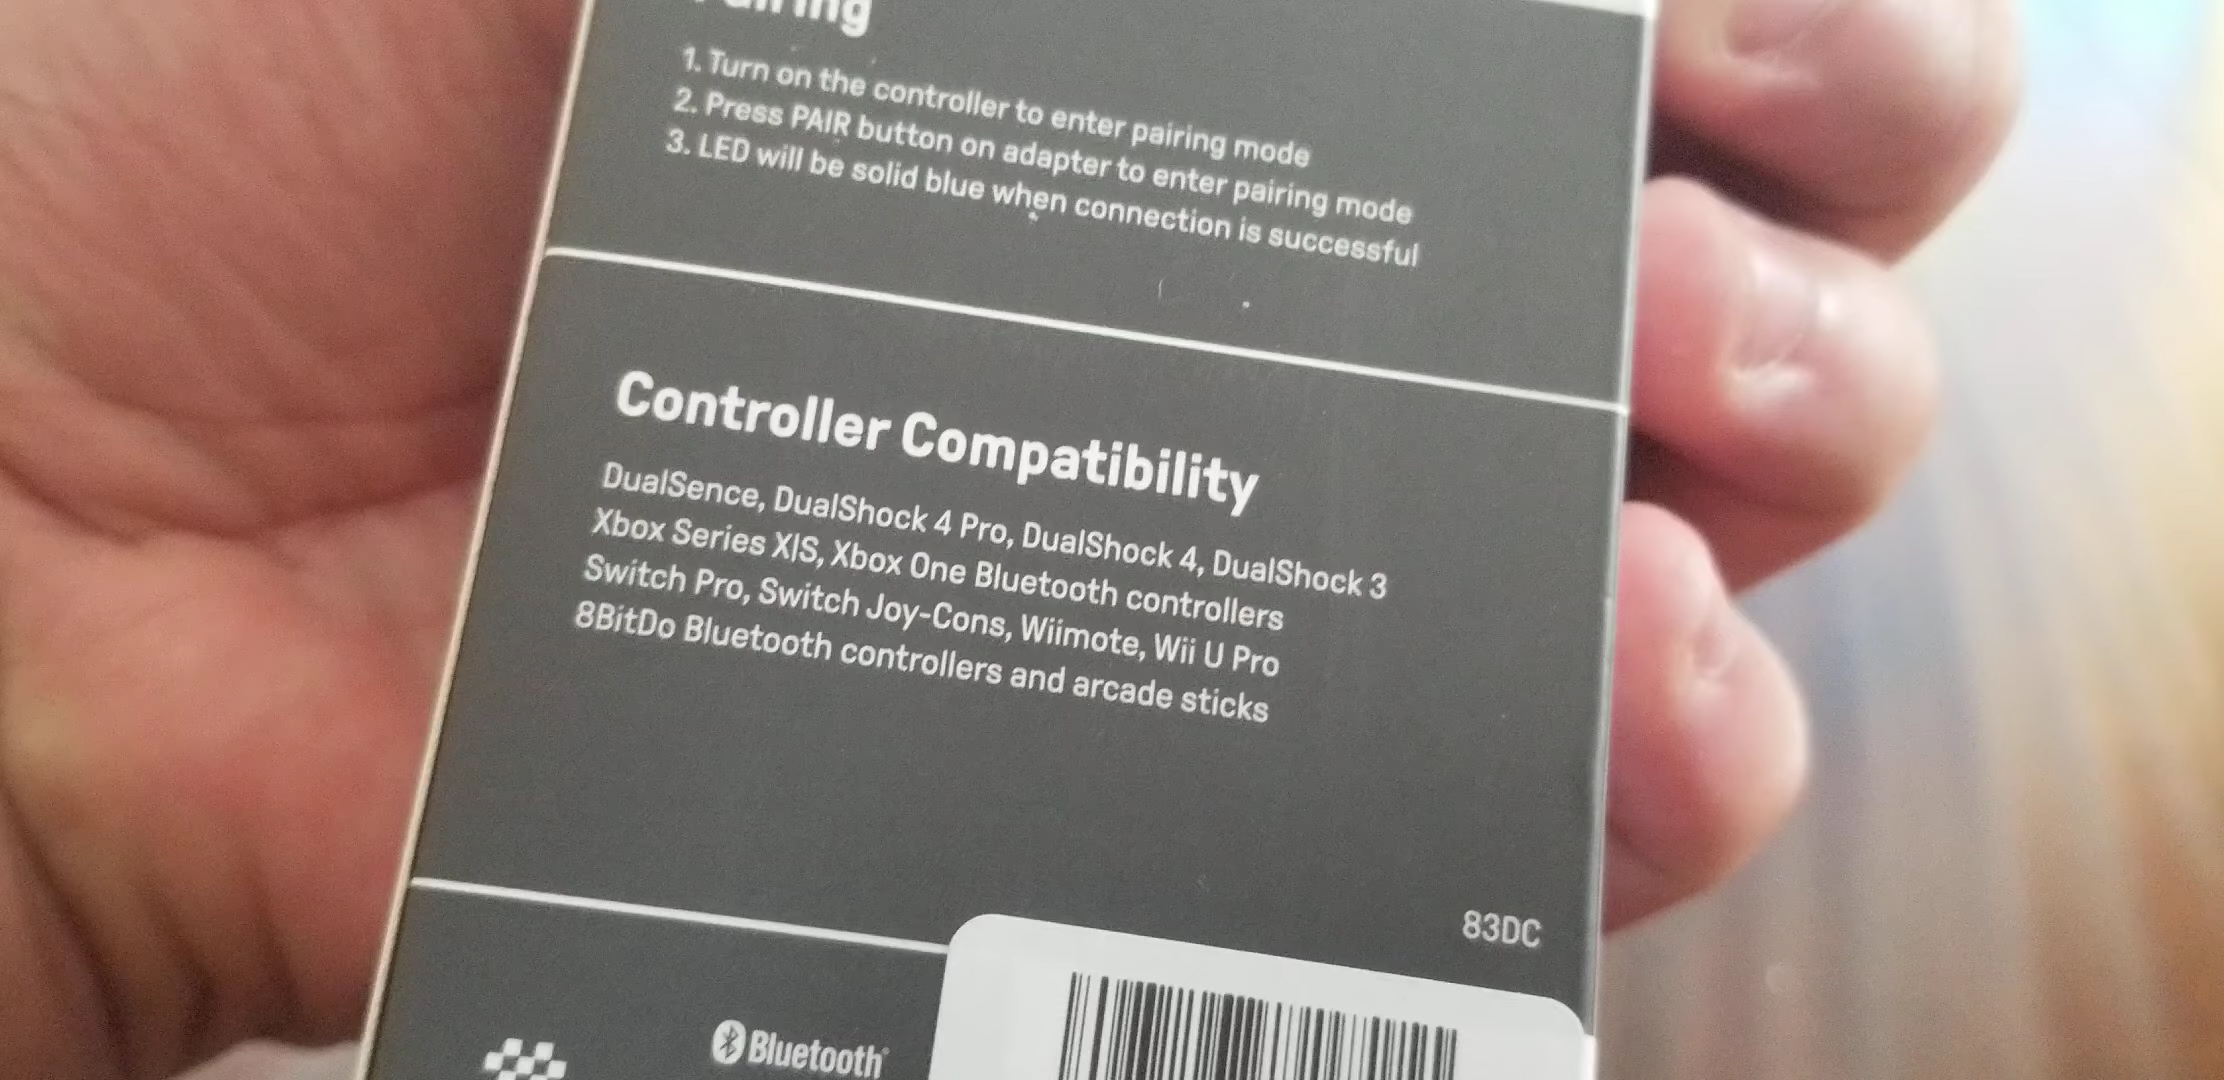 Pairing
1. Turn on the controller to enter pairing mode
2. Press PAIR button on adapter to enter pairing mode
3. LED will be solid blue when connection is successful
Controller Compatibility
DualSence, DualShock 4 Pro, DualShock 4, DualShock 3
Xbox Series X|S, Xbox One Bluetooth controllers
Switch Pro, Switch Joy-Cons, Wiimote, Wii U Pro
8BitDo Bluetooth controllers and arcade sticks
83DC
Bluetooth®